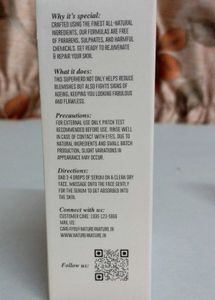 Why it's special:
CRAFTED USING THE FINEST ALL-NATURAL
INGREDIENTS, OUR FORMULAS ARE FREE
OF PARABENS, SULPHATES, AND HARMFUL
CHEMICALS. GET READY TO REJUVENATE
& REPAIR YOUR SKIN.
What it does:
THIS SUPERHERO NOT ONLY HELPS REDUCE
BLEMISHES BUT ALSO FIGHTS SIGNS OF
AGEING, KEEPING YOU LOOKING FABULOUS
AND FLAWLESS.
Precautions:
FOR EXTERNAL USE ONLY, PATCH TEST
RECOMMENDED BEFORE USE. RINSE WELL
IN CASE OF CONTACT WITH EYES. DUE TO
NATURAL INGREDIENTS AND SMALL BATCH
PRODUCTION, SLIGHT VARIATIONS IN
APPEARANCE MAY OCCUR.
Directions:
DAB 3-4 DROPS OF SERUM ON A CLEAN DRY
FACE, MASSAGE ONTO THE FACE GENTLY
FOR THE SERUM TO GET ABSORBED INTO
THE SKIN.
Connect with us:
CUSTOMER CARE:
MAIL US:
Follow us: